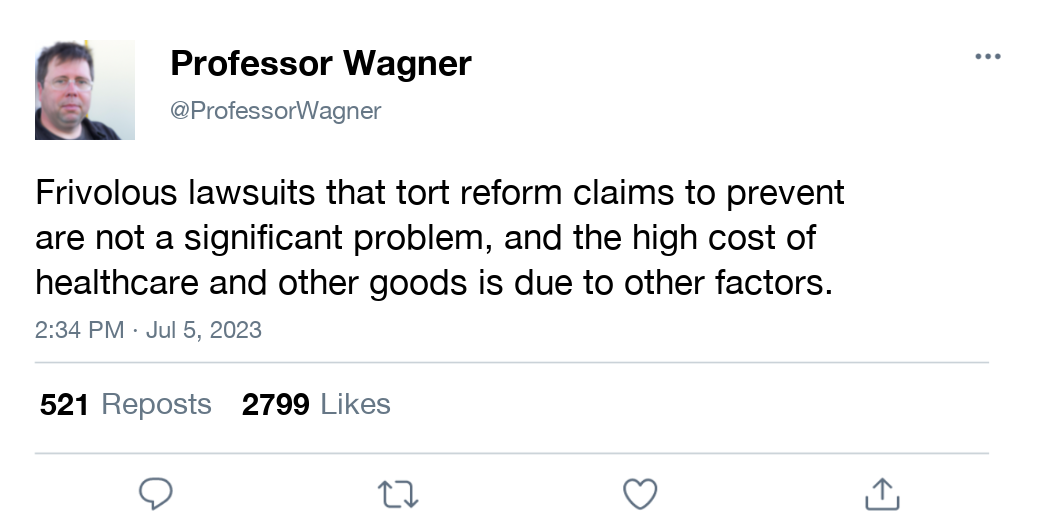 Professor Wagner
@ProfessorWagner
Frivolous lawsuits that tort reform claims to prevent
are not a significant problem, and the high cost of
healthcare and other goods is due to other factors.
2:34 PM · Jul 5, 2023
521 Reposts 2799 Likes